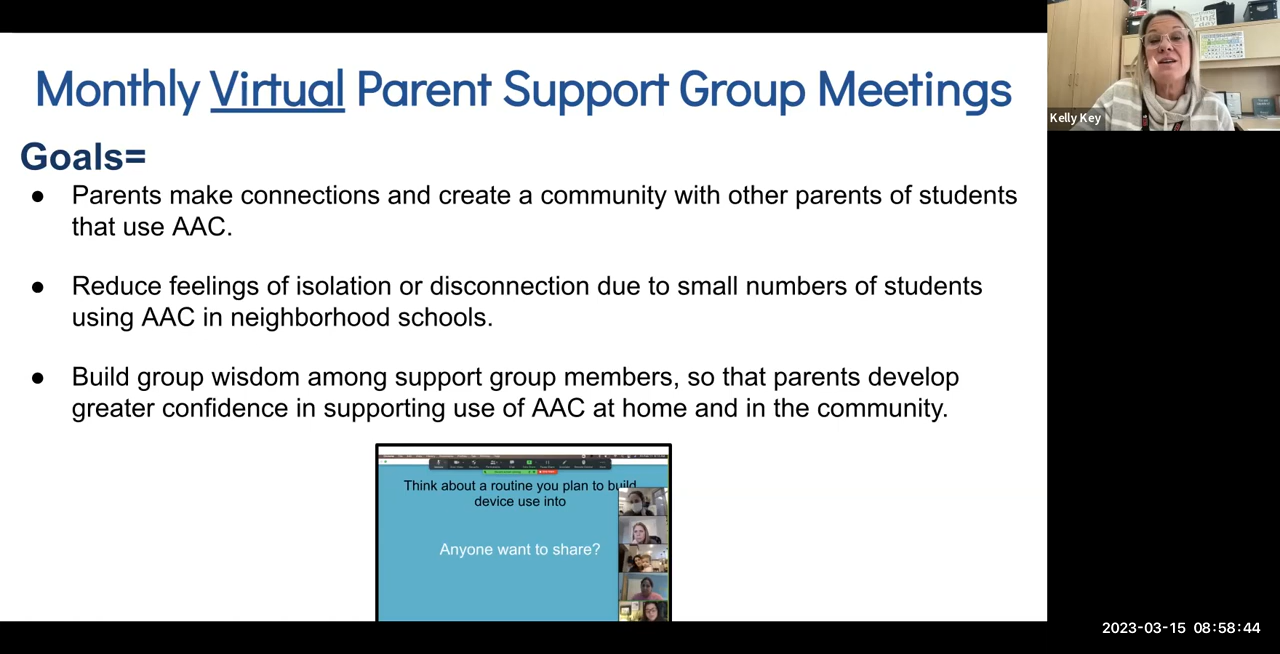 Monthly Virtual Parent Support Group Meetings
Goals=
● Parents make connections and create a community with other parents of students
that use AAC.
● Reduce feelings of isolation or disconnection due to small numbers of students
using AAC in neighborhood schools.
● Build group wisdom among support group members, so that parents develop
greater confidence in supporting use of AAC at home and in the community.
Think about a routine you plan to build
device use into
Anyone want to share?
Kelly Key
2023-03-15 08:58:44